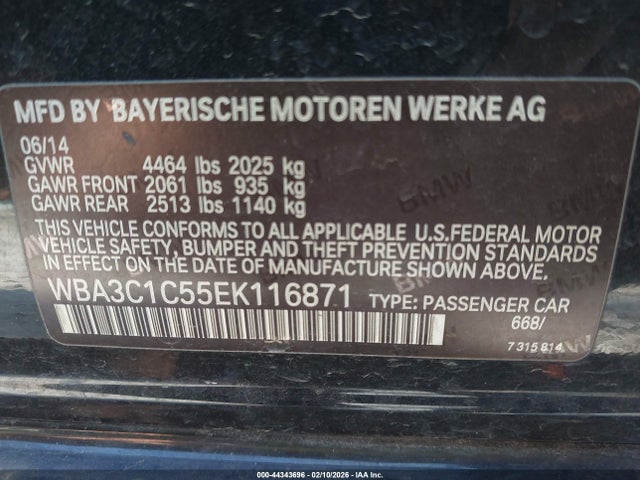 MFD BY BAYERISCHE MOTOREN WERKE AG
06/14
GVWR 4464 lbs 2025 kg
GAWR FRONT 2061 lbs 935 kg
GAWR REAR 2513 lbs 1140 kg
THIS VEHICLE CONFORMS TO ALL APPLICABLE U.S.FEDERAL MOTOR
VEHICLE SAFETY, BUMPER AND THEFT PREVENTION STANDARDS
IN EFFECT ON THE DATE OF MANUFACTURE SHOWN ABOVE.
WBA3C1C55EK116871 TYPE: PASSENGER CAR
668/
7 315 814
BMW
000-44343696 - 02/10/2026 - IAA Inc.